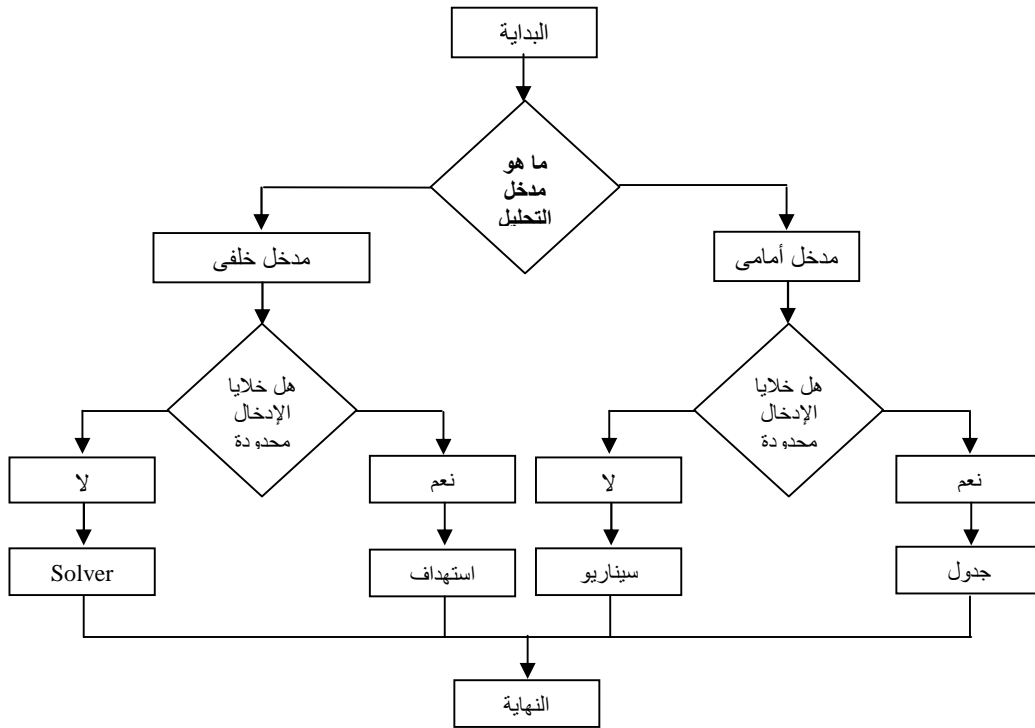 البداية
ما هو
مدخل
التحليل
مدخل أمامى
مدخل خلفى
هل خلايا
الإدخال
محدودة
هل خلايا
الإدخال
محدودة
نعم
لا
نعم
لا
جدول
سيناريو
استهداف
Solver
النهاية